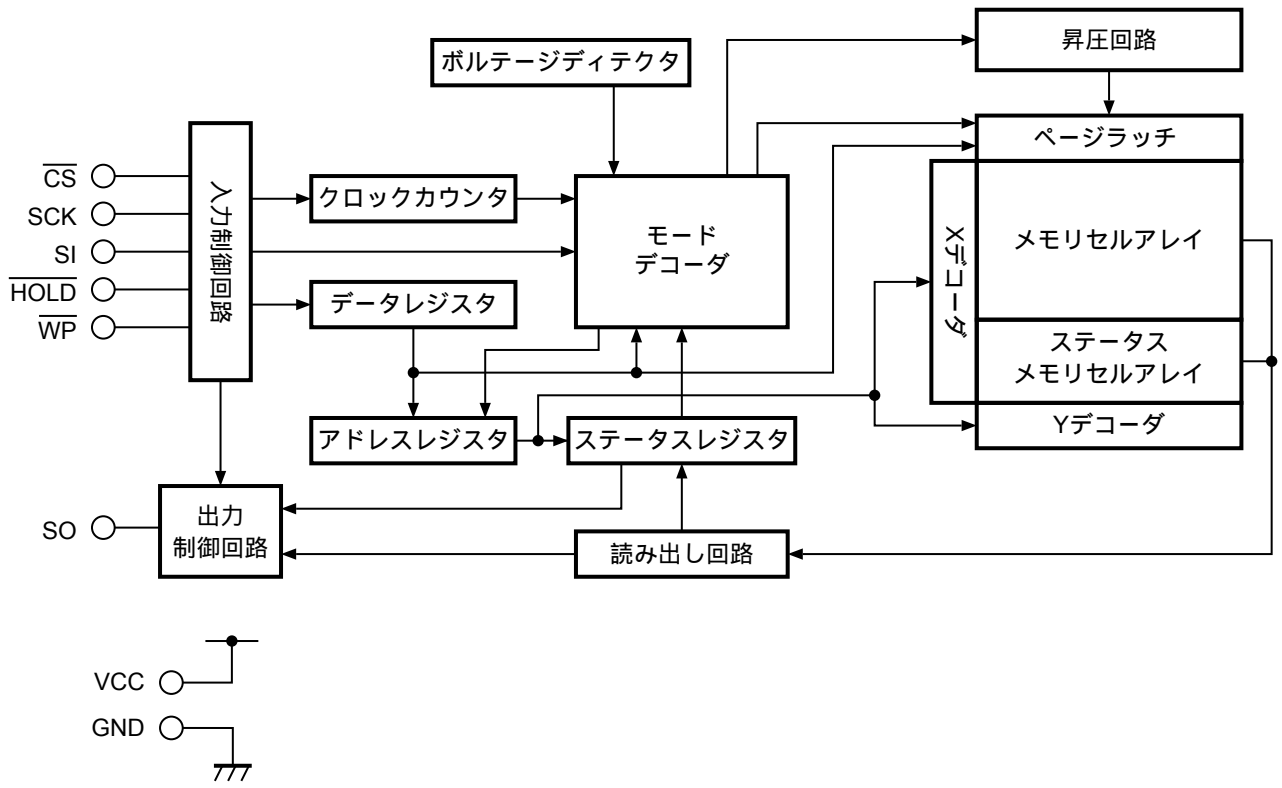 昇圧回路
ボルテージディテクタ
ページラッチ
C̅S̅
SCK
SI
H̅O̅L̅D̅
W̅P̅
入力制御回路
クロックカウンタ
モード
デコーダ
データレジスタ
Xデコーダ
メモリセルアレイ
ステータス
メモリセルアレイ
Yデコーダ
アドレスレジスタ
ステータスレジスタ
SO
出力
制御回路
読み出し回路
VCC
GND